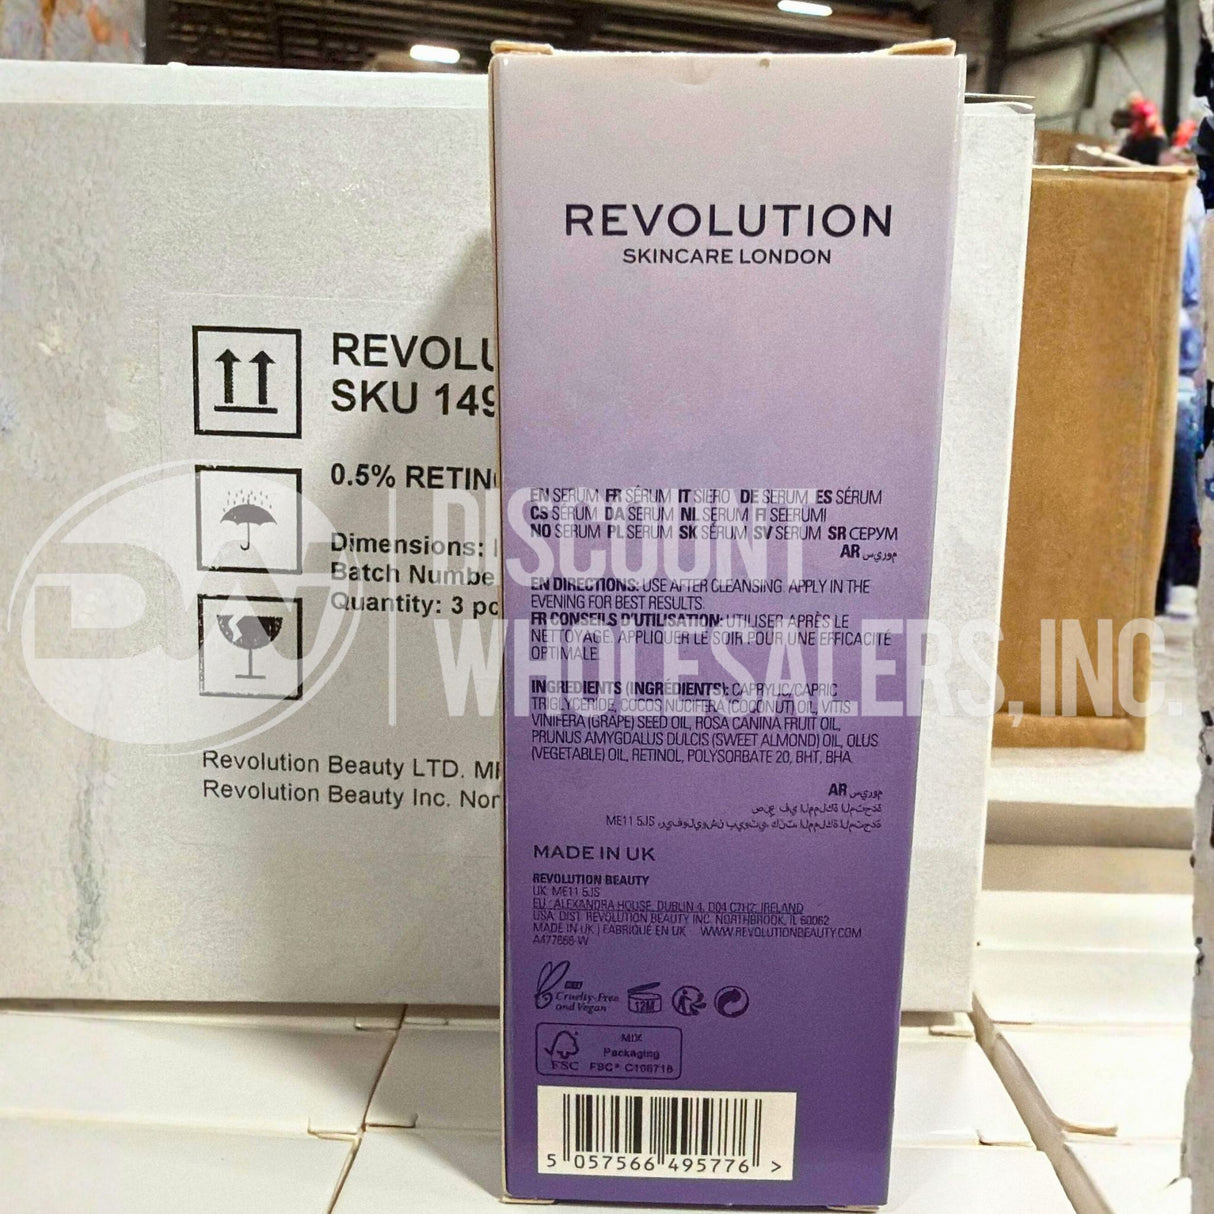 REVOLUTION
SKINCARE LONDON
EN SERUM FR SÉRUM IT SIERO DE SERUM ES SÉRUM
CS SÉRUM DA SERUM NL SERUM FI SEERUMI
NO SERUM PL SERUM SK SÉRUM SV SERUM SR СЕРУМ
AR
EN DIRECTIONS: USE AFTER CLEANSING. APPLY IN THE
EVENING FOR BEST RESULTS.
FR CONSEILS D'UTILISATION: UTILISER APRÈS LE
NETTOYAGE. APPLIQUER LE SOIR POUR UNE EFFICACITÉ
OPTIMALE.
INGREDIENTS (INGRÉDIENTS): CAPRYLIC/CAPRIC
TRIGLYCERIDE, COCOS NUCIFERA (COCONUT) OIL, VITIS
VINIFERA (GRAPE) SEED OIL, ROSA CANINA FRUIT OIL,
PRUNUS AMYGDALUS DULCIS (SWEET ALMOND) OIL, OLUS
(VEGETABLE) OIL, RETINOL, POLYSORBATE 20, BHT, BHA.
AR
ME11 5JS
MADE IN UK
REVOLUTION BEAUTY
UK: ME11 5JS
EU: ALEXANDRA HOUSE, DUBLIN 4, D04 C7H2, IRELAND
USA: DIST. REVOLUTION BEAUTY INC. NORTHBROOK, IL 60062
MADE IN UK | FABRIQUÉ EN UK WWW.REVOLUTIONBEAUTY.COM
Cruelty-Free
and Vegan
12M
MIX
Packaging
FSC FSC® C106718
5 057566 495776 >
REVOLU
SKU 149
0.5% RETIN
Dimensions:
Batch Numbe
Quantity: 3 pc
Revolution Beauty LTD.
Revolution Beauty Inc. Nor
DW
DISCOUNT
WHOLESALERS, INC.